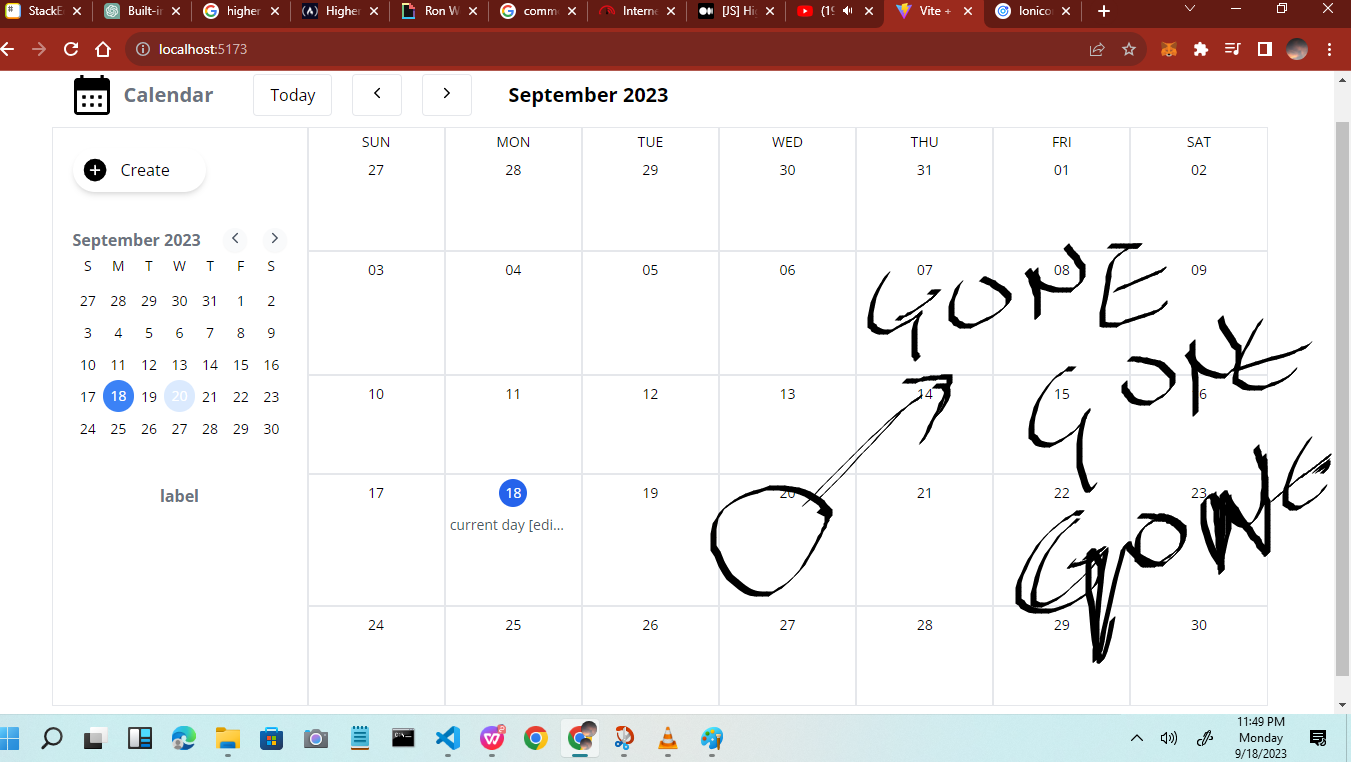 StackE Built-i higher Higher Ron W comm Intern [JS] Hi (19 Vite + Ionico
localhost:5173
Calendar Today September 2023
SUN MON TUE WED THU FRI SAT
27 28 29 30 31 01 02
Create
September 2023
S M T W T F S
27 28 29 30 31 1 2
3 4 5 6 7 8 9
10 11 12 13 14 15 16
17 18 19 20 21 22 23
24 25 26 27 28 29 30
label
03 04 05 06 07 08 09
GONE
10 11 12 13 14 15 6
GONE
17 18 19 20 21 22 23
current day [edi...
GONE
24 25 26 27 28 29 30
11:49 PM
Monday
9/18/2023